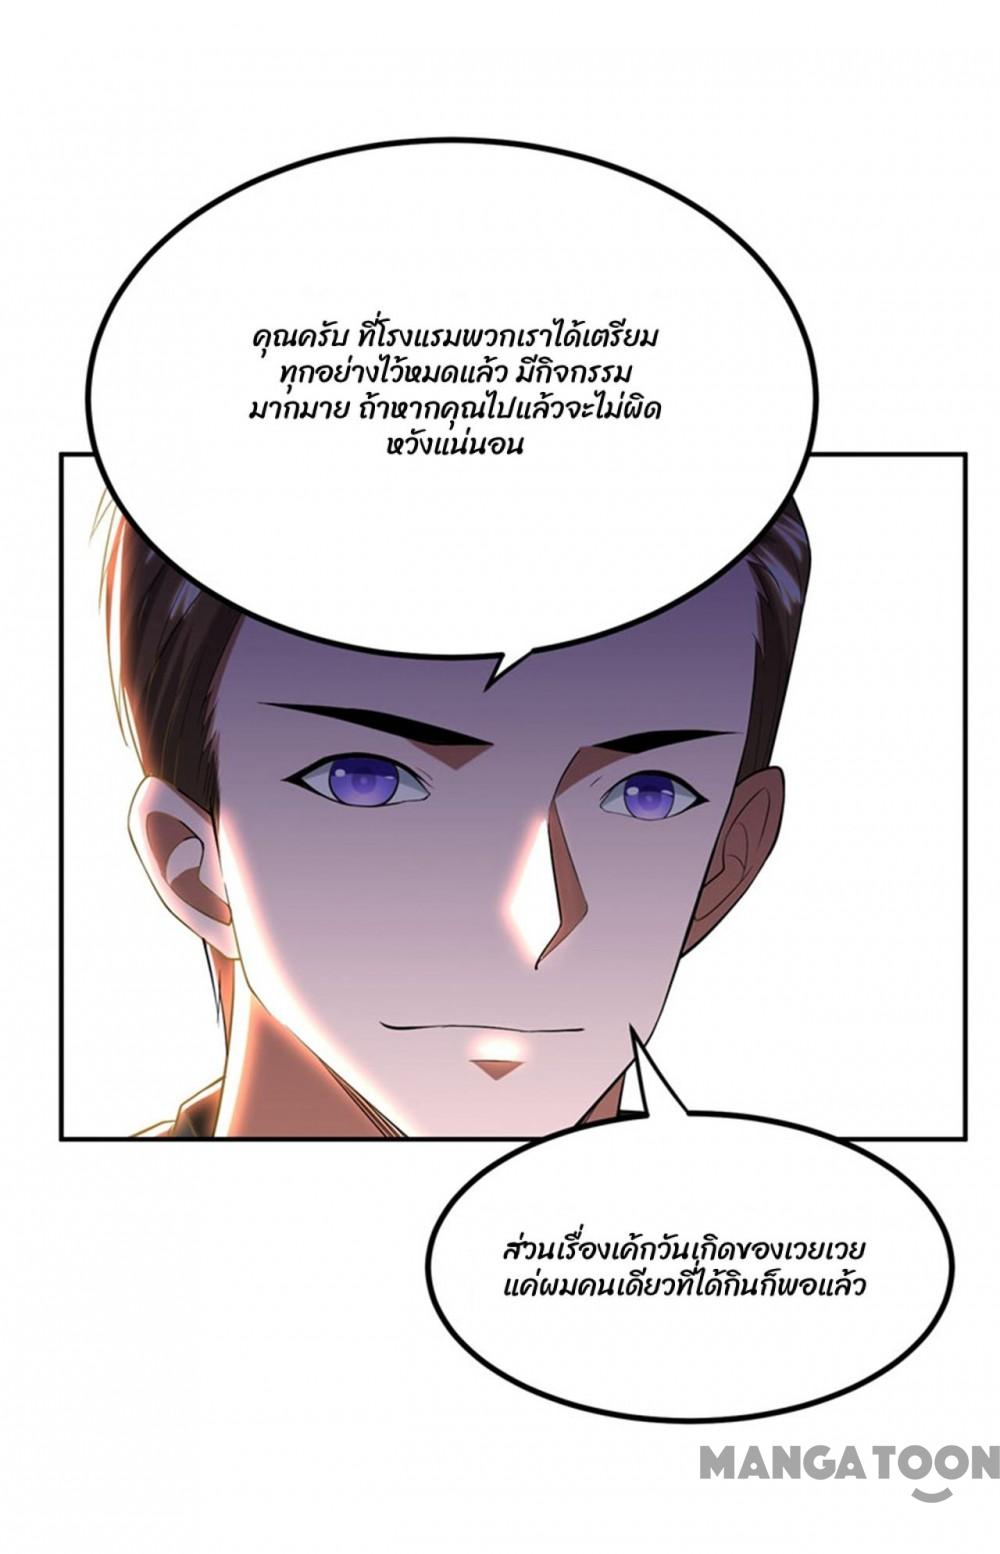 คุณครับ ที่โรงแรมพวกเราได้เตรียม
ทุกอย่างไว้หมดแล้ว มีกิจกรรม
มากมาย ถ้าหากคุณไปแล้วจะไม่ผิด
หวังแน่นอน
ส่วนเรื่องเค้กวันเกิดของเวยเวย
แค่ผมคนเดียวที่ได้กินก็พอแล้ว
MANGATOON